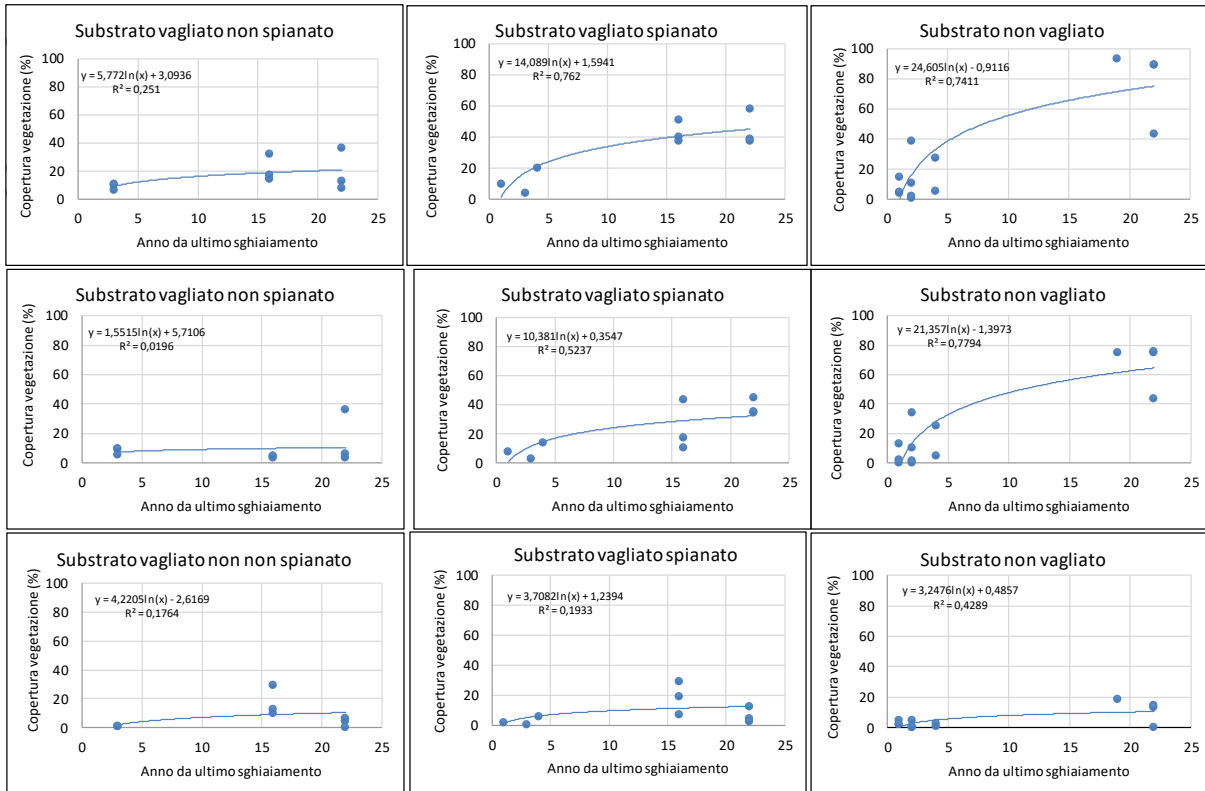 Substrato vagliato non spianato
y = 5,772ln(x) + 3,0936
R² = 0,251
Copertura vegetazione (%)
100
80
60
40
20
0
0 5 10 15 20 25
Anno da ultimo sghiaiamento
Substrato vagliato spianato
y = 14,089ln(x) + 1,5941
R² = 0,762
Copertura vegetazione (%)
100
80
60
40
20
0
0 5 10 15 20 25
Anno da ultimo sghiaiamento
Substrato non vagliato
y = 24,605ln(x) - 0,9116
R² = 0,7411
Copertura vegetazione (%)
100
80
60
40
20
0
0 5 10 15 20 25
Anno da ultimo sghiaiamento
Substrato vagliato non spianato
y = 1,5515ln(x) + 5,7106
R² = 0,0196
Copertura vegetazione (%)
100
80
60
40
20
0
0 5 10 15 20 25
Anno da ultimo sghiaiamento
Substrato vagliato spianato
y = 10,381ln(x) + 0,3547
R² = 0,5237
Copertura vegetazione (%)
100
80
60
40
20
0
0 5 10 15 20 25
Anno da ultimo sghiaiamento
Substrato non vagliato
y = 21,357ln(x) - 1,3973
R² = 0,7794
Copertura vegetazione (%)
100
80
60
40
20
0
0 5 10 15 20 25
Anno da ultimo sghiaiamento
Substrato vagliato non non spianato
y = 4,2205ln(x) - 2,6169
R² = 0,1764
Copertura vegetazione (%)
100
80
60
40
20
0
0 5 10 15 20 25
Anno da ultimo sghiaiamento
Substrato vagliato spianato
y = 3,7082ln(x) + 1,2394
R² = 0,1933
Copertura vegetazione (%)
100
80
60
40
20
0
0 5 10 15 20 25
Anno da ultimo sghiaiamento
Substrato non vagliato
y = 3,2476ln(x) + 0,4857
R² = 0,4289
Copertura vegetazione (%)
100
80
60
40
20
0
0 5 10 15 20 25
Anno da ultimo sghiaiamento